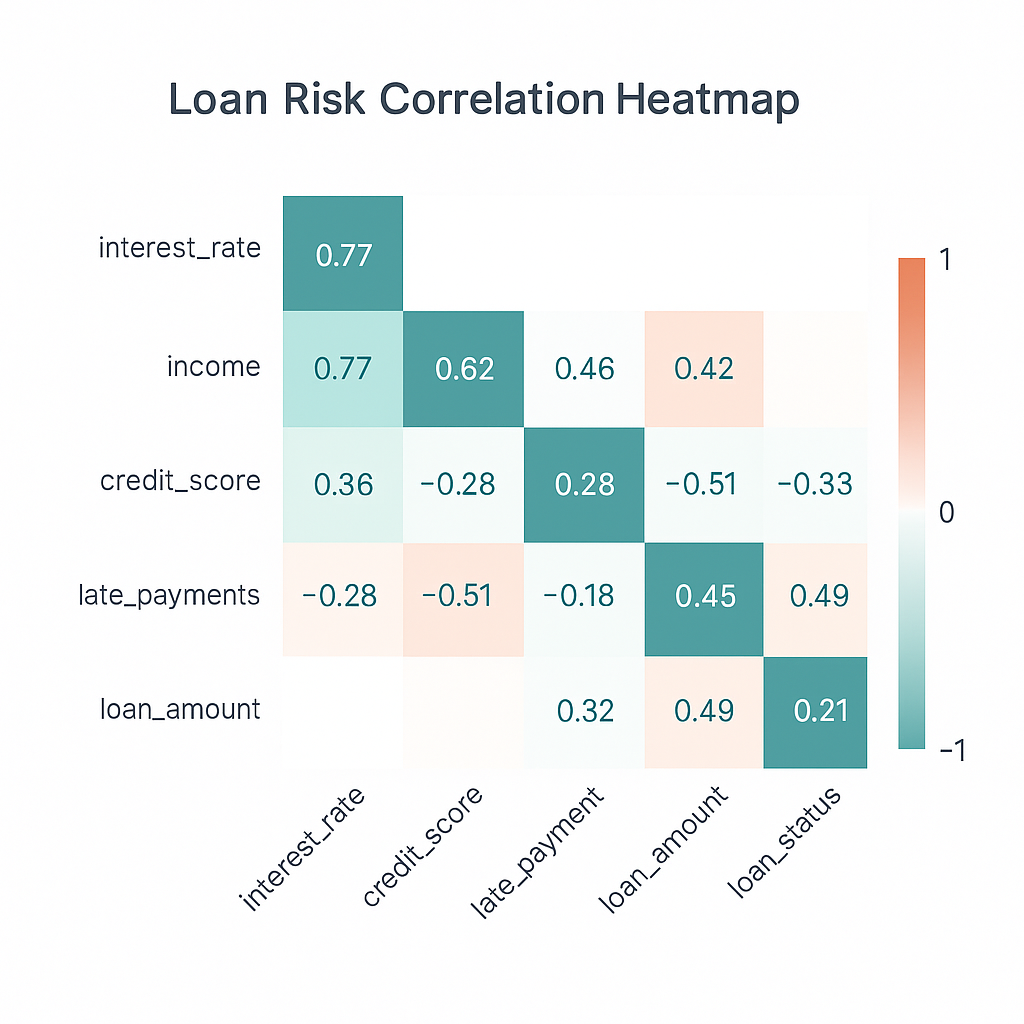 Loan Risk Correlation Heatmap
1
interest_rate 0.77
income 0.77 0.62 0.46 0.42
credit_score 0.36 −0.28 0.28 −0.51 −0.33
0
late_payments −0.28 −0.51 −0.18 0.45 0.49
loan_amount 0.32 0.49 0.21
−1
interest_rate credit_score late_payment loan_amount loan_status